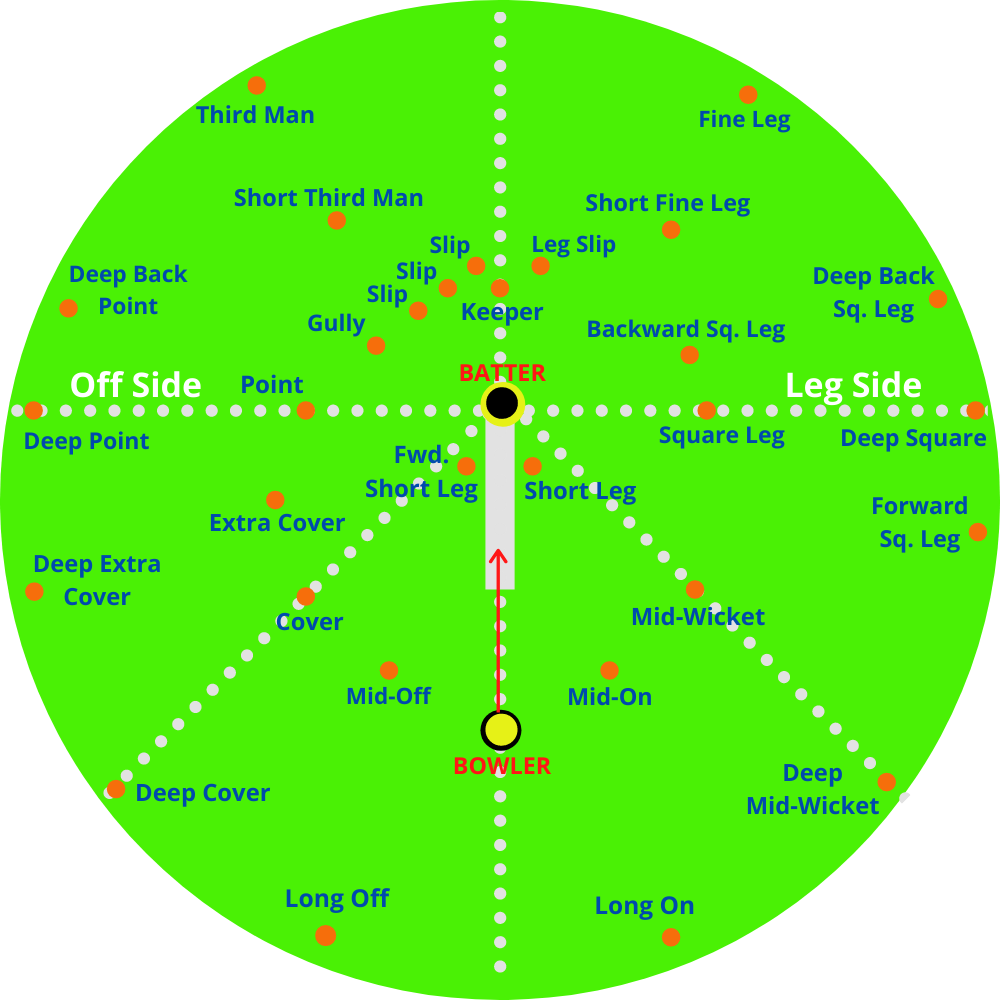 Third Man
Fine Leg
Short Third Man
Short Fine Leg
Slip
Leg Slip
Slip
Deep Back
Point
Deep Back
Sq. Leg
Slip
Keeper
Gully
Backward Sq. Leg
BATTER
Off Side
Point
Leg Side
Deep Point
Square Leg
Deep Square
Fwd.
Short Leg
Short Leg
Extra Cover
Forward
Sq. Leg
Deep Extra
Cover
Cover
Mid-Wicket
Mid-Off
Mid-On
BOWLER
Deep Cover
Deep
Mid-Wicket
Long Off
Long On